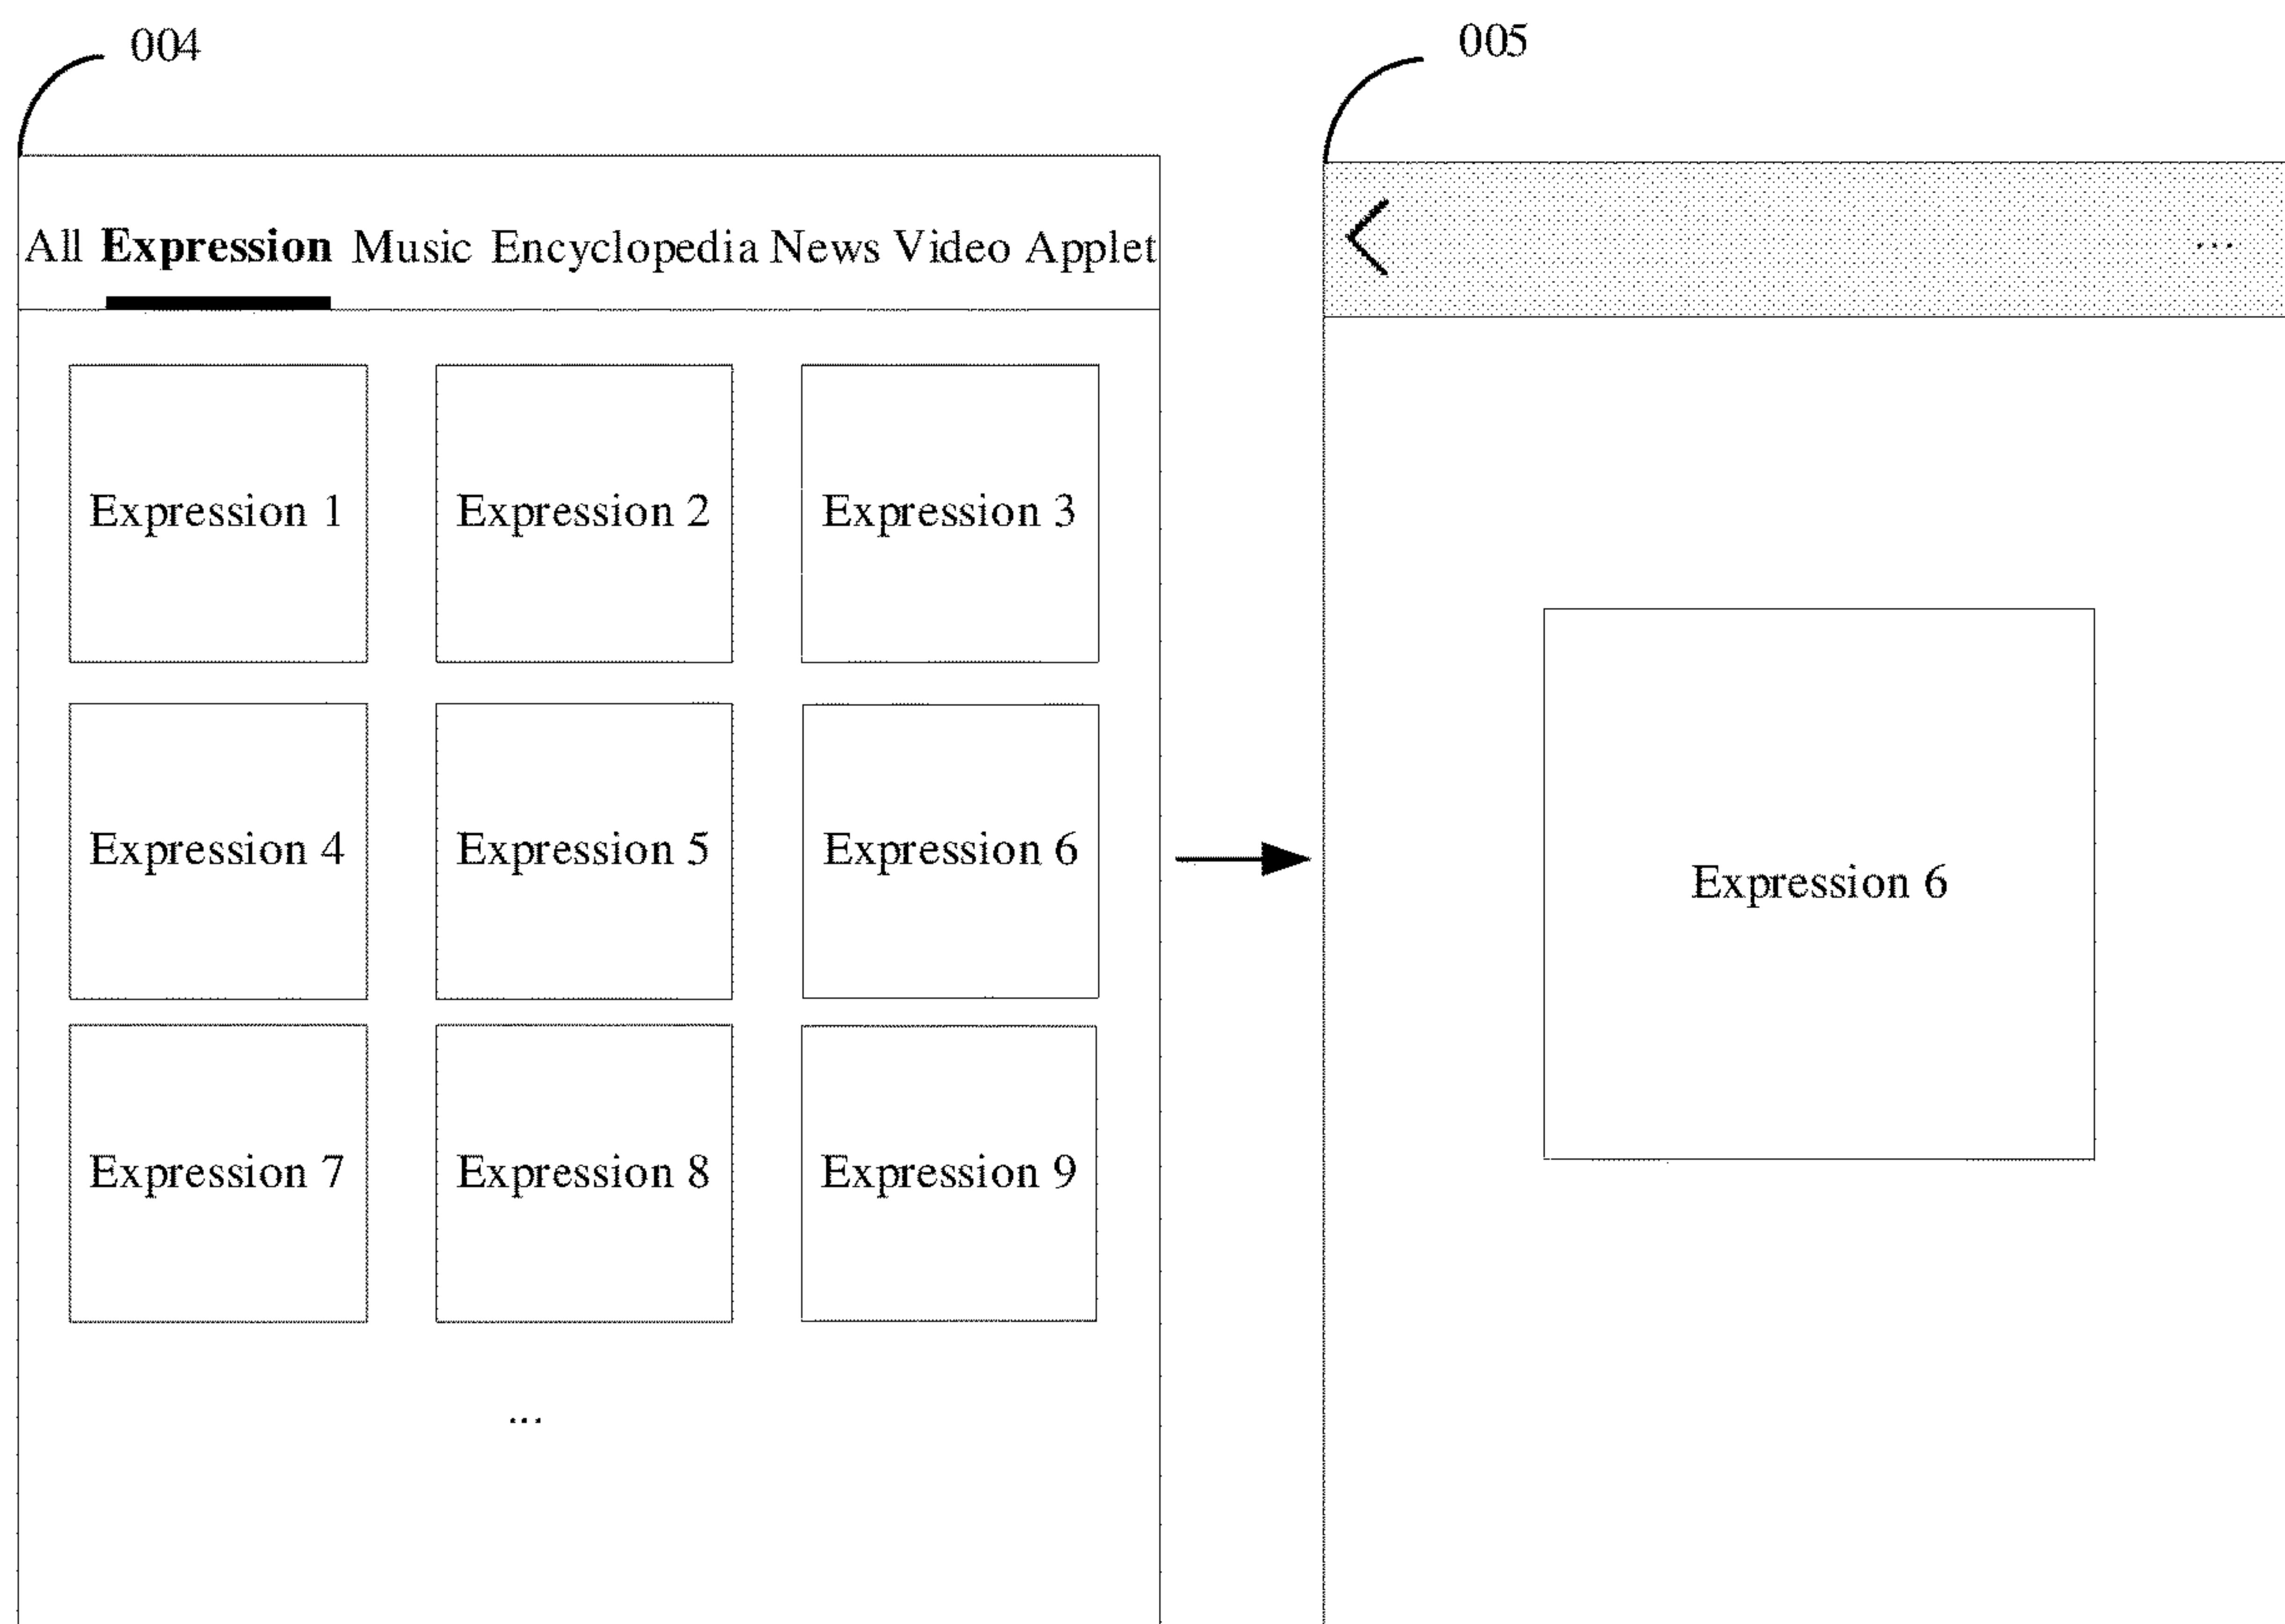 004
All Expression Music Encyclopedia News Video Applet
Expression 1 Expression 2 Expression 3
Expression 4 Expression 5 Expression 6
Expression 7 Expression 8 Expression 9
...
005
...
Expression 6